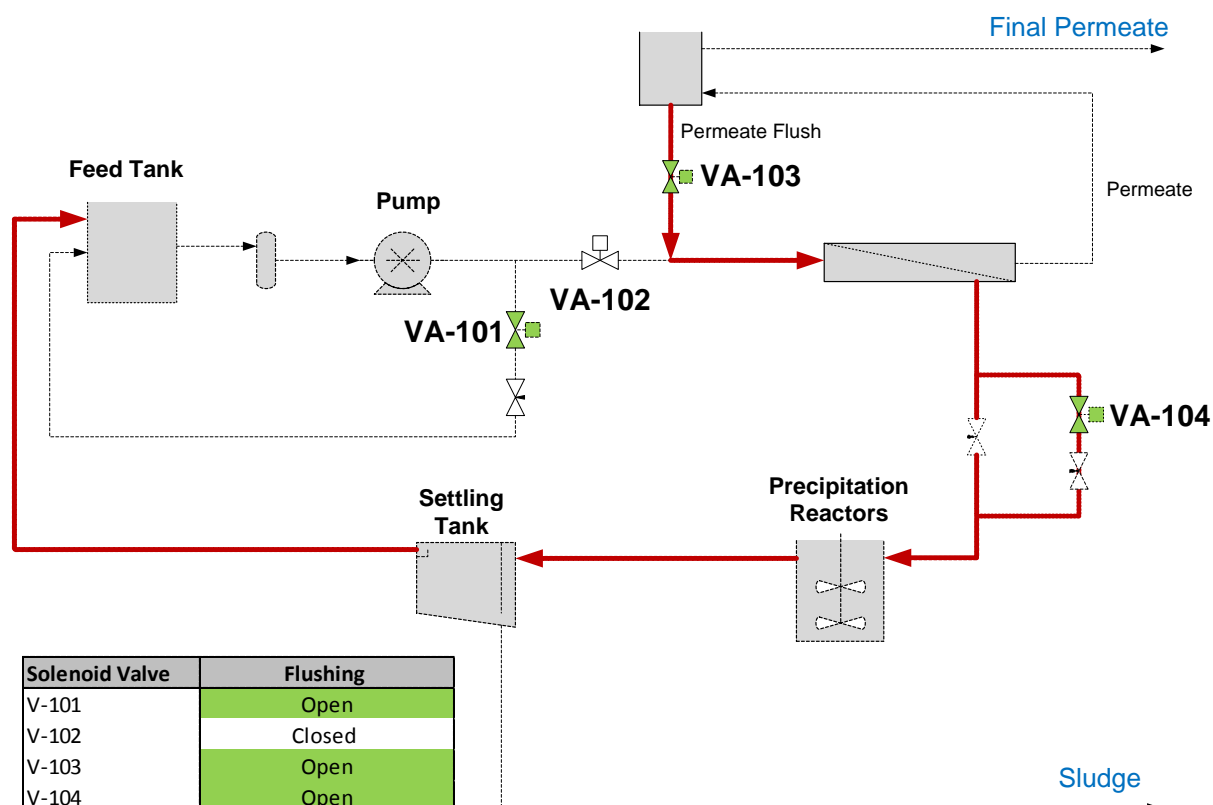 Final Permeate
Permeate Flush
Feed Tank
VA-103
Pump
Permeate
VA-102
VA-101
VA-104
Settling
Tank
Precipitation
Reactors
Solenoid Valve Flushing
V-101 Open
V-102 Closed
V-103 Open
V-104 Open
Sludge